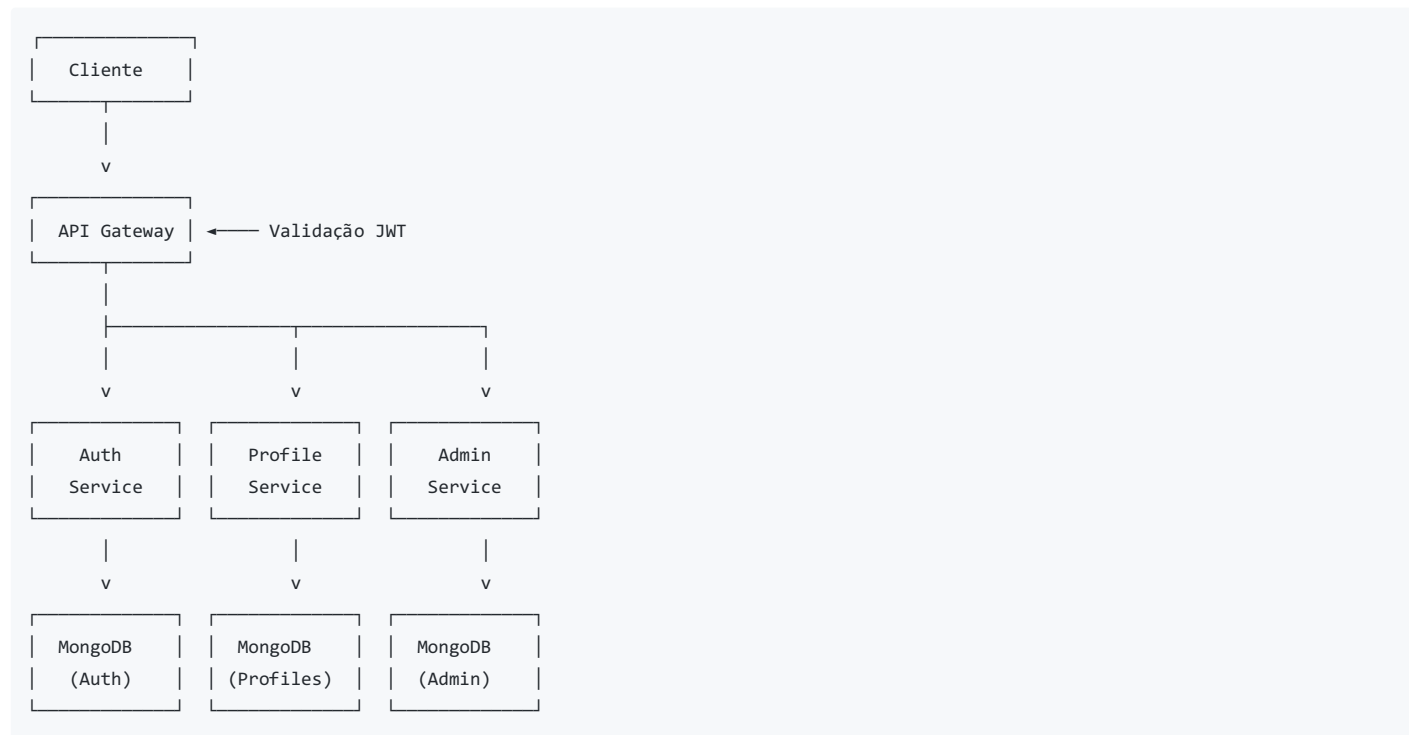 Cliente
v
API Gateway ◄──── Validação JWT
v v v
Auth Profile Admin
Service Service Service
v v v
MongoDB MongoDB MongoDB
(Auth) (Profiles) (Admin)